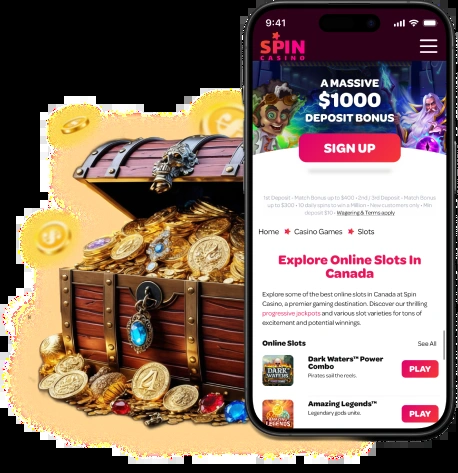 9:41
SPIN
CASINO
A MASSIVE
$1000
DEPOSIT BONUS
SIGN UP
1st Deposit - Match Bonus up to $400 • 2nd / 3rd Deposit • Match Bonus
up to $300 • 10 daily spins to win a Million • New customers only • Min
deposit $10 • Wagering & Terms apply
Home ★ Casino Games ★ Slots
Explore Online Slots In
Canada
Explore some of the best online slots in Canada at Spin
Casino, a premier gaming destination. Discover our thrilling
progressive jackpots and various slot varieties for tons of
excitement and potential winnings.
Online Slots
See All
DARK WATERS
Dark Waters™ Power
Combo
Pirates sail the reels.
PLAY
AMAZING
LEGENDS
Amazing Legends™
Legendary gods unite.
PLAY